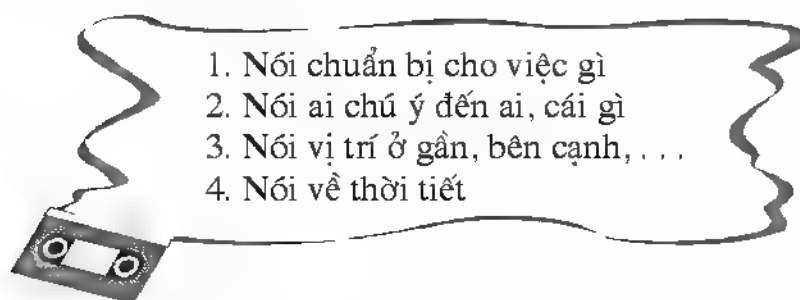 1. Nói chuẩn bị cho việc gì
2. Nói ai chú ý đến ai, cái gì
3. Nói vị trí ở gần, bên cạnh, . . .
4. Nói về thời tiết